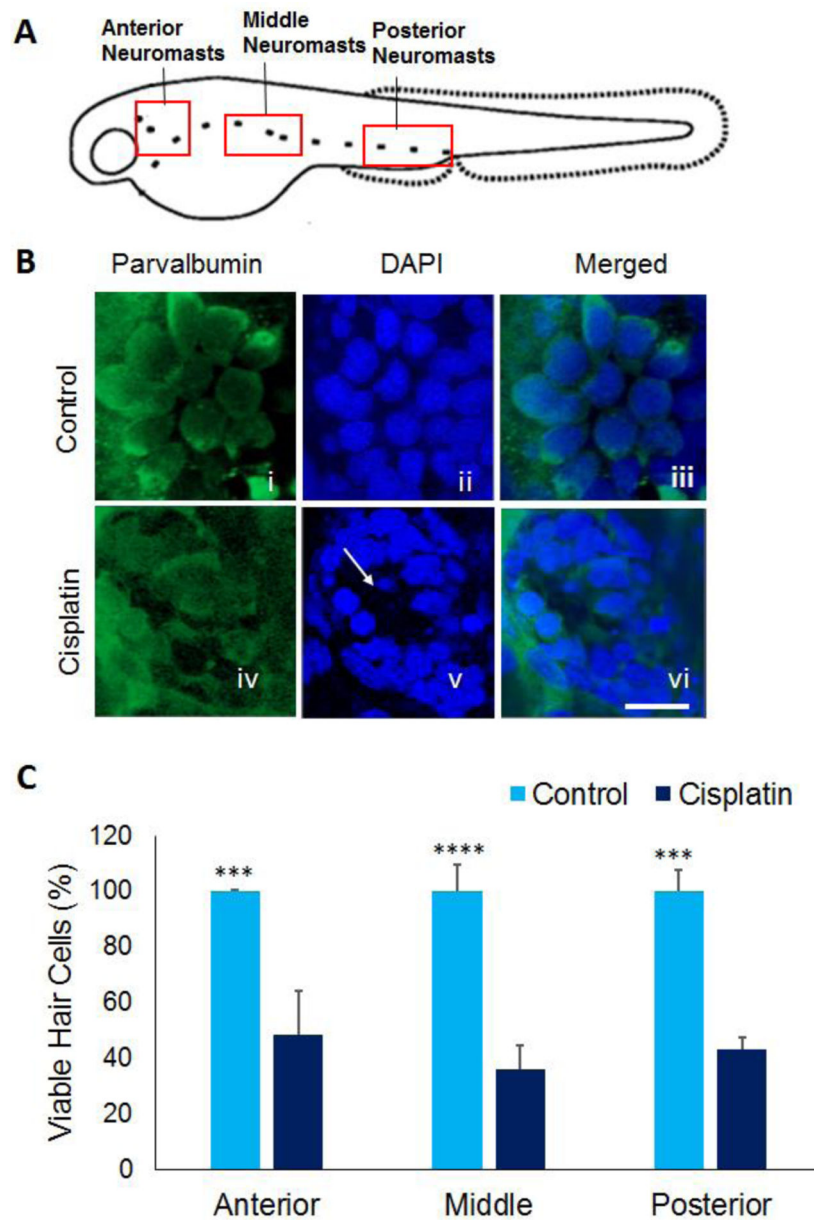 A
Anterior
Neuromasts
Middle
Neuromasts
Posterior
Neuromasts
B
Parvalbumin DAPI Merged
Control
i ii iii
Cisplatin
iv v vi
C
Control Cisplatin
Viable Hair Cells (%)
120
100
80
60
40
20
0
*** **** ***
Anterior Middle Posterior